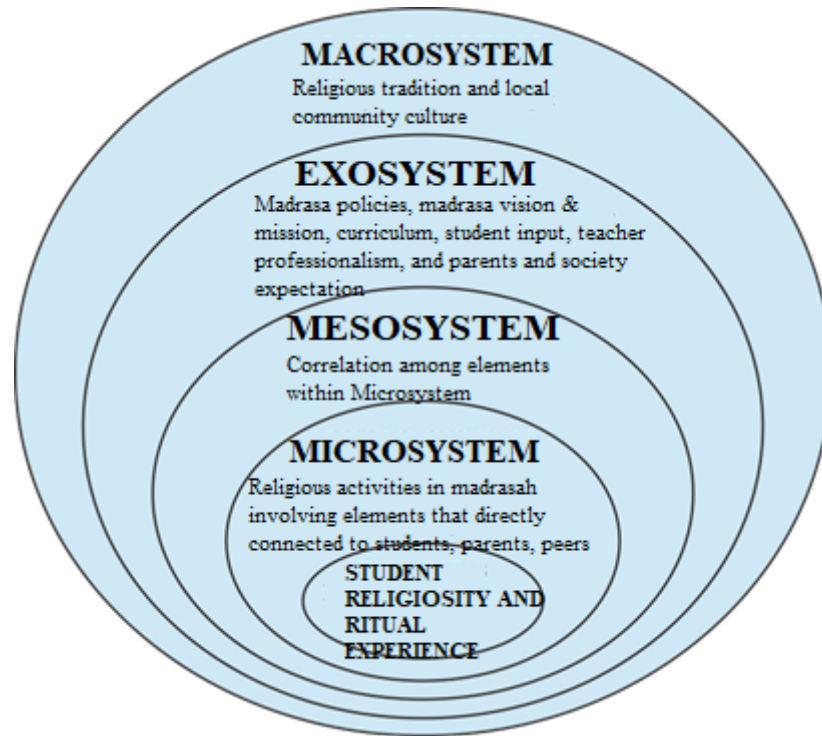 MACROSYSTEM
Religious tradition and local
community culture
EXOSYSTEM
Madrasa policies, madrasa vision &
mission, curriculum, student input, teacher
professionalism, and parents and society
expectation
MESOSYSTEM
Correlation among elements
within Microsystem
MICROSYSTEM
Religious activities in madrasah
involving elements that directly
connected to students, parents, peers
STUDENT
RELIGIOSITY AND
RITUAL
EXPERIENCE